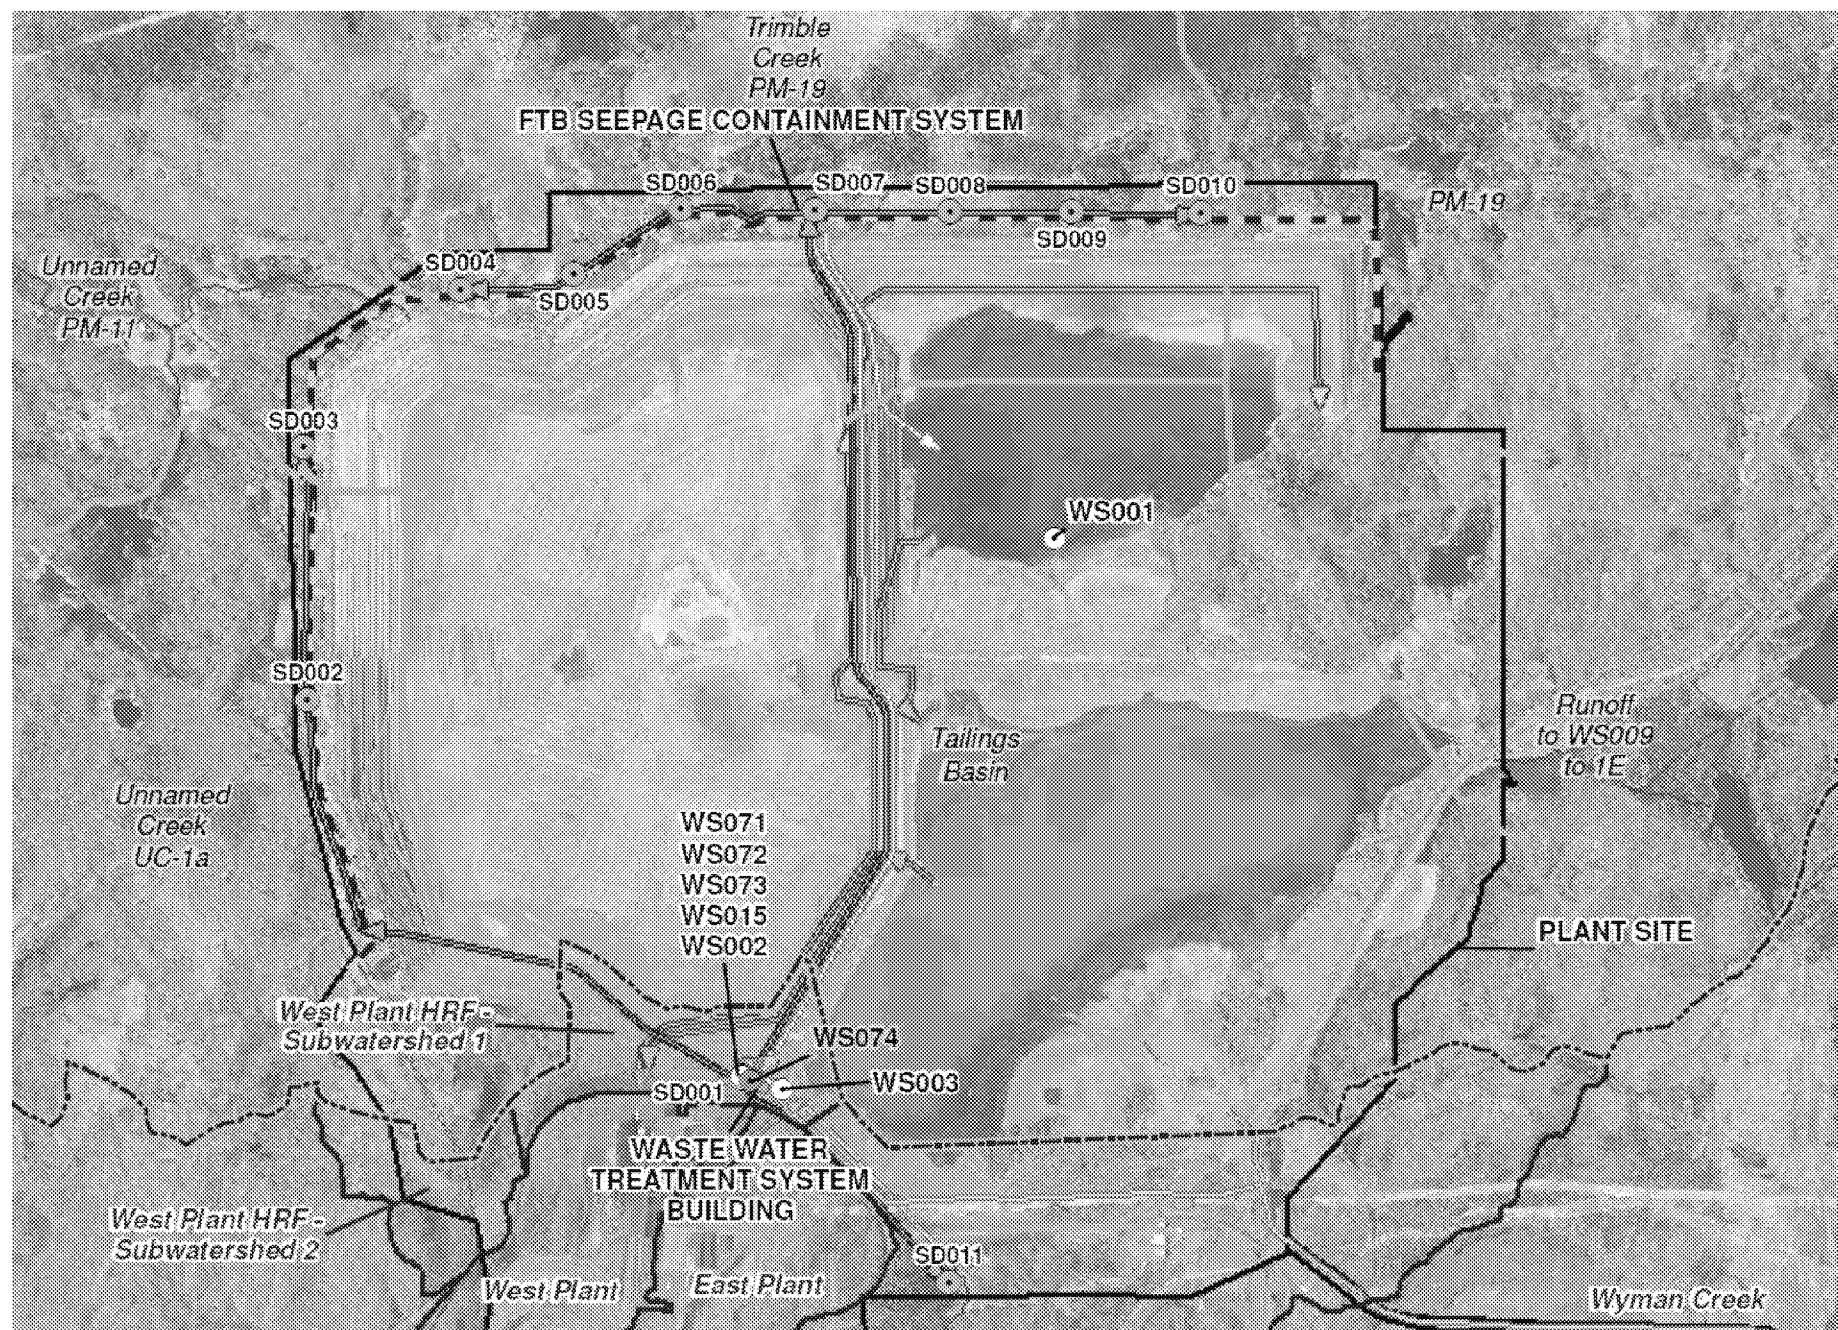 Trimble
Creek
PM-19
FTB SEEPAGE CONTAINMENT SYSTEM
SD006
SD007
SD008
SD010
PM-19
SD009
SD004
SD005
Unnamed
Creek
PM-11
SD003
WS001
SD002
Runoff
to WS009
to 1E
Tailings
Basin
Unnamed
Creek
UC-1a
WS071
WS072
WS073
WS015
WS002
PLANT SITE
West Plant HRF -
Subwatershed 1
WS074
WS003
SD001
WASTE WATER
TREATMENT SYSTEM
BUILDING
West Plant HRF -
Subwatershed 2
SD011
West Plant
East Plant
Wyman Creek